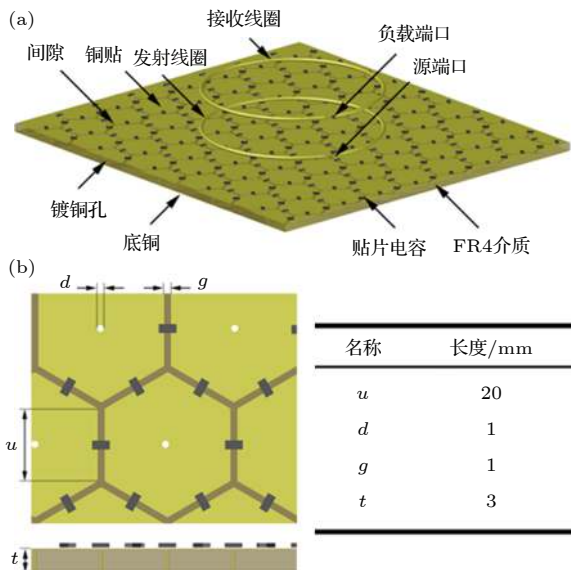 (a)
接收线圈
负载端口
间隙
铜贴
发射线圈
源端口
镀铜孔
底铜
贴片电容
FR4介质
(b)
d
g
u
t
名称 长度/mm
u 20
d 1
g 1
t 3